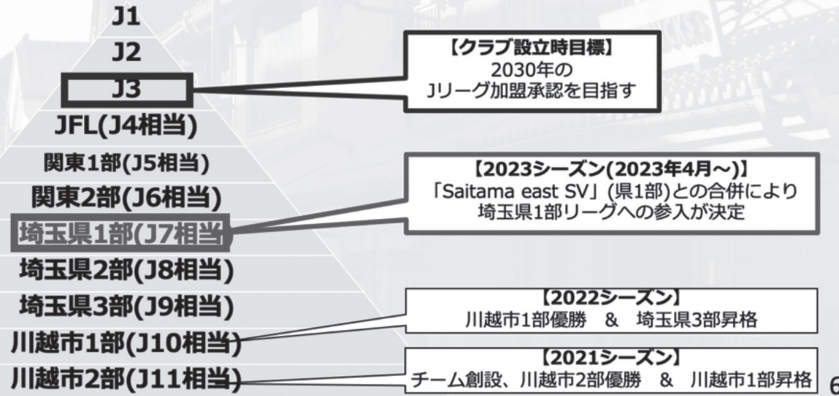 J1
J2
J3
JFL(J4相当)
関東1部(J5相当)
関東2部(J6相当)
埼玉県1部(J7相当
埼玉県2部(J8相当)
埼玉県3部(J9相当)
川越市1部(J10相当)
川越市2部(J11相当)
【クラブ設立時目標】
2030年の
Jリーグ加盟承認を目指す
【2023シーズン(2023年4月～)】
「Saitama east SV」(県1部)との合併により
埼玉県1部リーグへの参入が決定
【2022シーズン】
川越市1部優勝 & 埼玉県3部昇格
【2021シーズン】
チーム創設、川越市2部優勝 & 川越市1部昇格
6